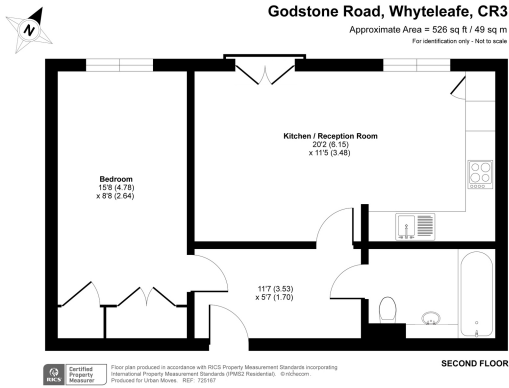 Godstone Road, Whyteleafe, CR3
Approximate Area = 526 sq ft / 49 sq m
For identification only - Not to scale
N
Kitchen / Reception Room
20'2 (6.15)
x 11'5 (3.48)
Bedroom
15'8 (4.78)
x 8'8 (2.64)
11'7 (3.53)
x 5'7 (1.70)
SECOND FLOOR
RICS
Certified
Property
Measurer
Floor plan produced in accordance with RICS Property Measurement Standards incorporating
International Property Measurement Standards (IPMS2 Residential). © nichecom
Produced for Urban Moves. REF: 725167